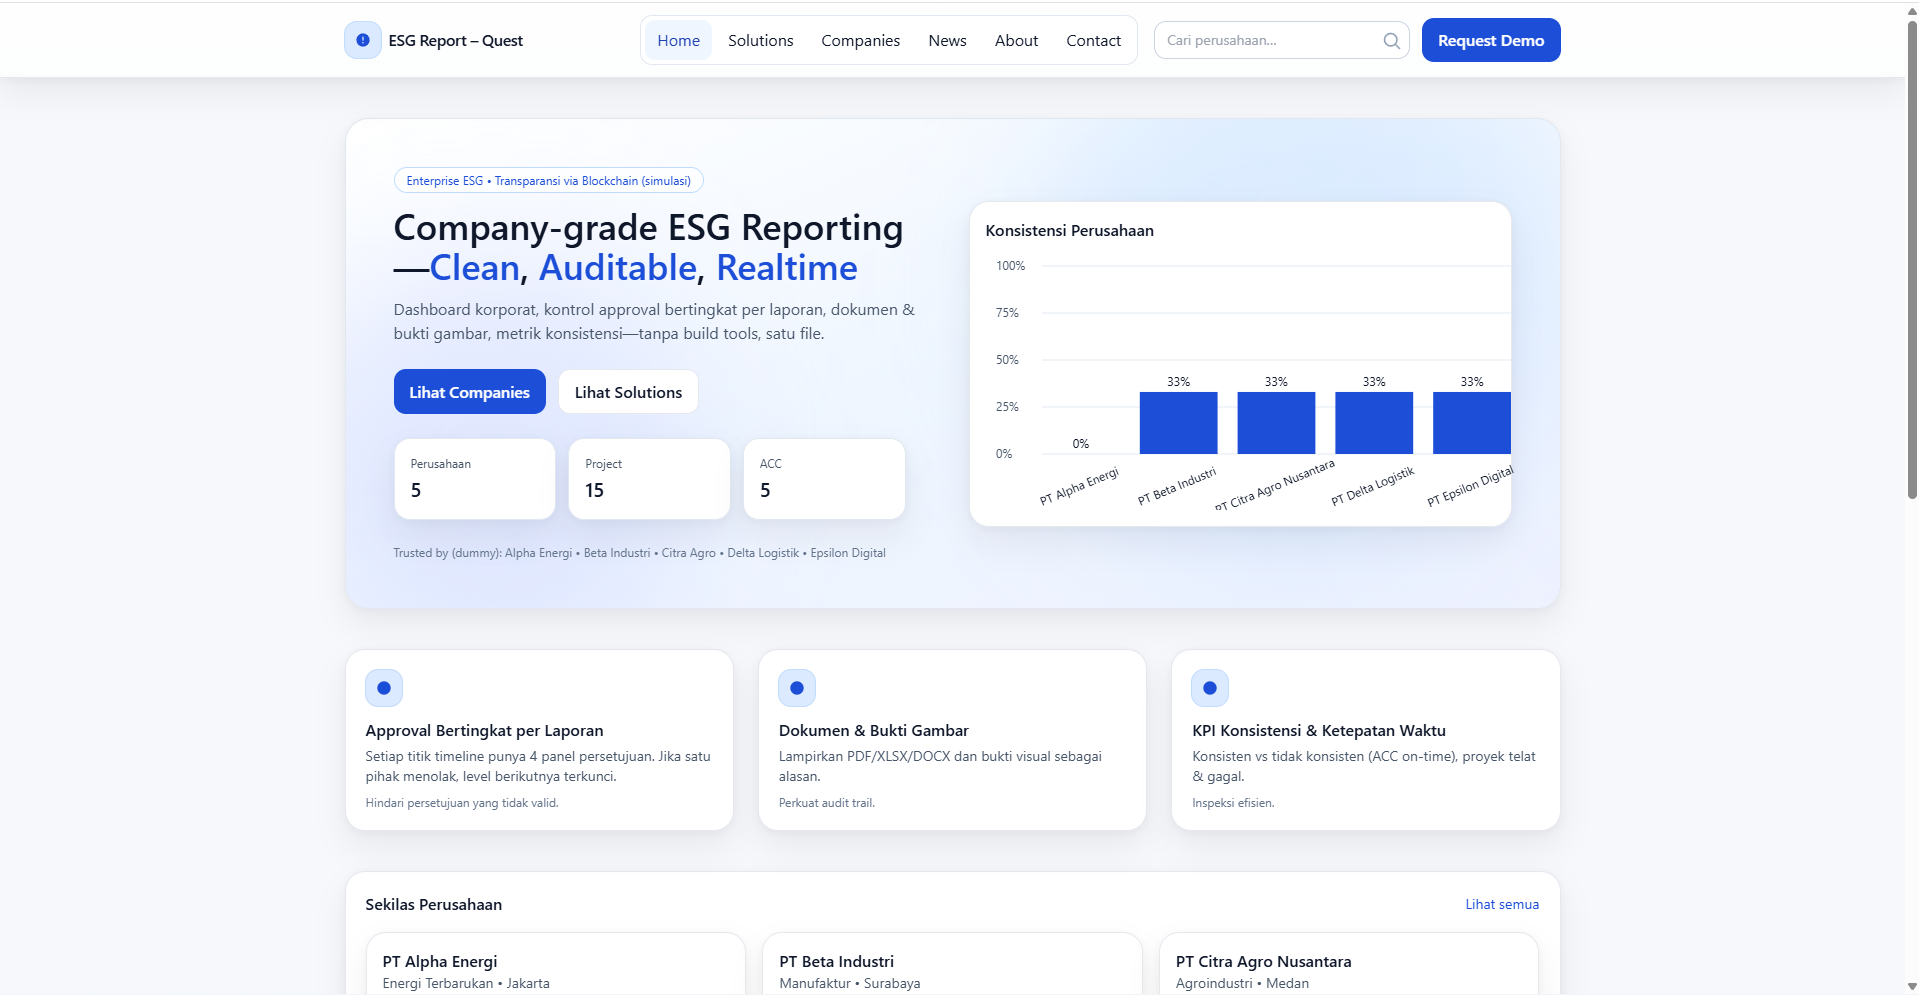 ESG Report – Quest
Home
Solutions
Companies
News
About
Contact
Cari perusahaan...
Request Demo
Enterprise ESG • Transparansi via Blockchain (simulasi)
Company-grade ESG Reporting
—Clean, Auditable, Realtime
Dashboard korporat, kontrol approval bertingkat per laporan, dokumen &
bukti gambar, metrik konsistensi—tanpa build tools, satu file.
Lihat Companies
Lihat Solutions
Perusahaan
5
Project
15
ACC
5
Trusted by (dummy): Alpha Energi • Beta Industri • Citra Agro • Delta Logistik • Epsilon Digital
Konsistensi Perusahaan
100%
75%
50%
25%
0%
0%
33%
33%
33%
33%
PT Alpha Energi
PT Beta Industri
PT Citra Agro Nusantara
PT Delta Logistik
PT Epsilon Digital
Approval Bertingkat per Laporan
Setiap titik timeline punya 4 panel persetujuan. Jika satu
pihak menolak, level berikutnya terkunci.
Hindari persetujuan yang tidak valid.
Dokumen & Bukti Gambar
Lampirkan PDF/XLSX/DOCX dan bukti visual sebagai
alasan.
Perkuat audit trail.
KPI Konsistensi & Ketepatan Waktu
Konsisten vs tidak konsisten (ACC on-time), proyek telat
& gagal.
Inspeksi efisien.
Sekilas Perusahaan
Lihat semua
PT Alpha Energi
Energi Terbarukan • Jakarta
PT Beta Industri
Manufaktur • Surabaya
PT Citra Agro Nusantara
Agroindustri • Medan